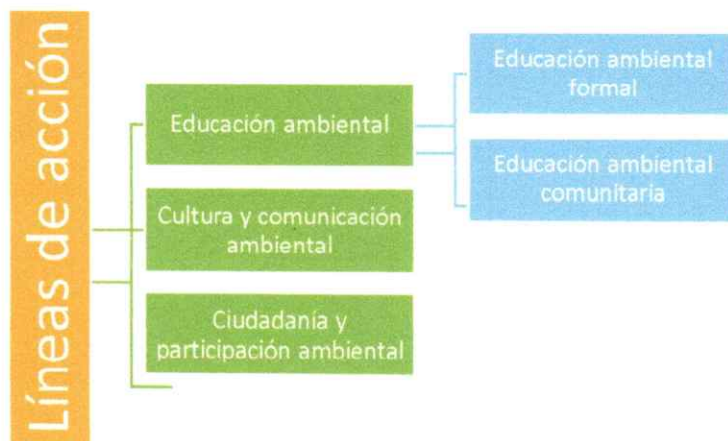 Líneas de acción
Educación ambiental
Cultura y comunicación
ambiental
Ciudadanía y
participación ambiental
Educación ambiental
formal
Educación ambiental
comunitaria